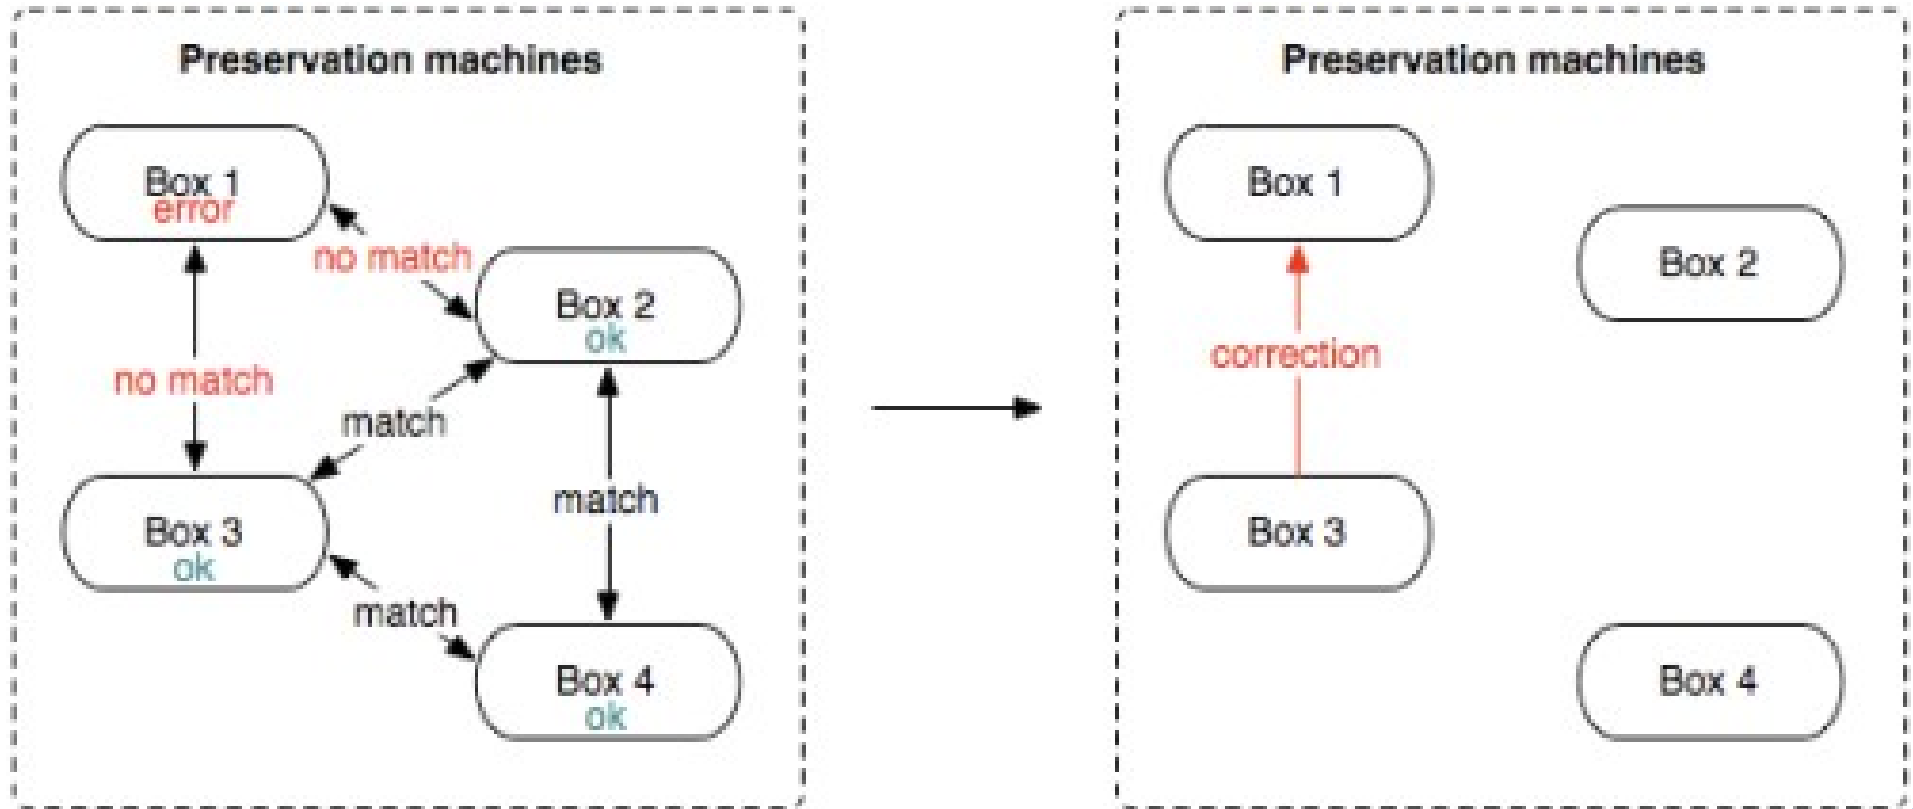 Preservation machines
Box 1
error
no match
Box 2
ok
no match
match
match
Box 3
ok
match
Box 4
ok
Preservation machines
Box 1
Box 2
correction
Box 3
Box 4